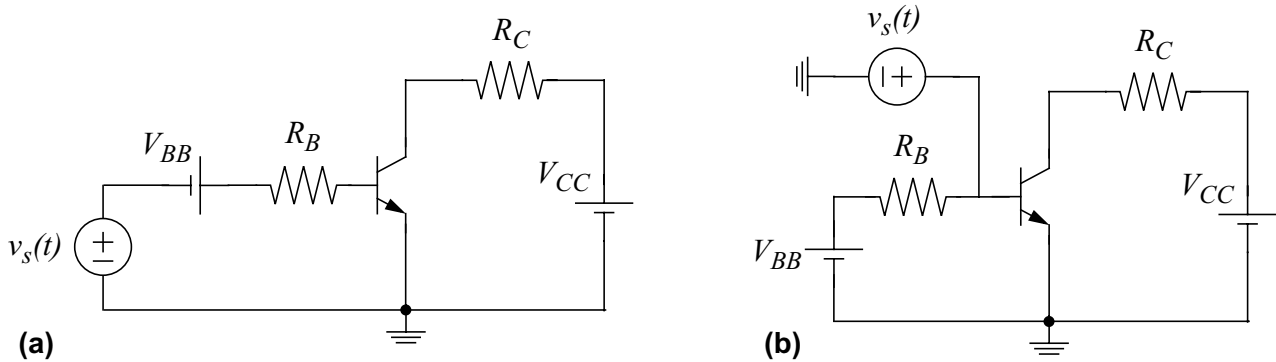 R_C
R_B
V_BB
V_CC
v_s(t)
+
−
(a)
v_s(t)
+
R_C
R_B
V_CC
V_BB
(b)